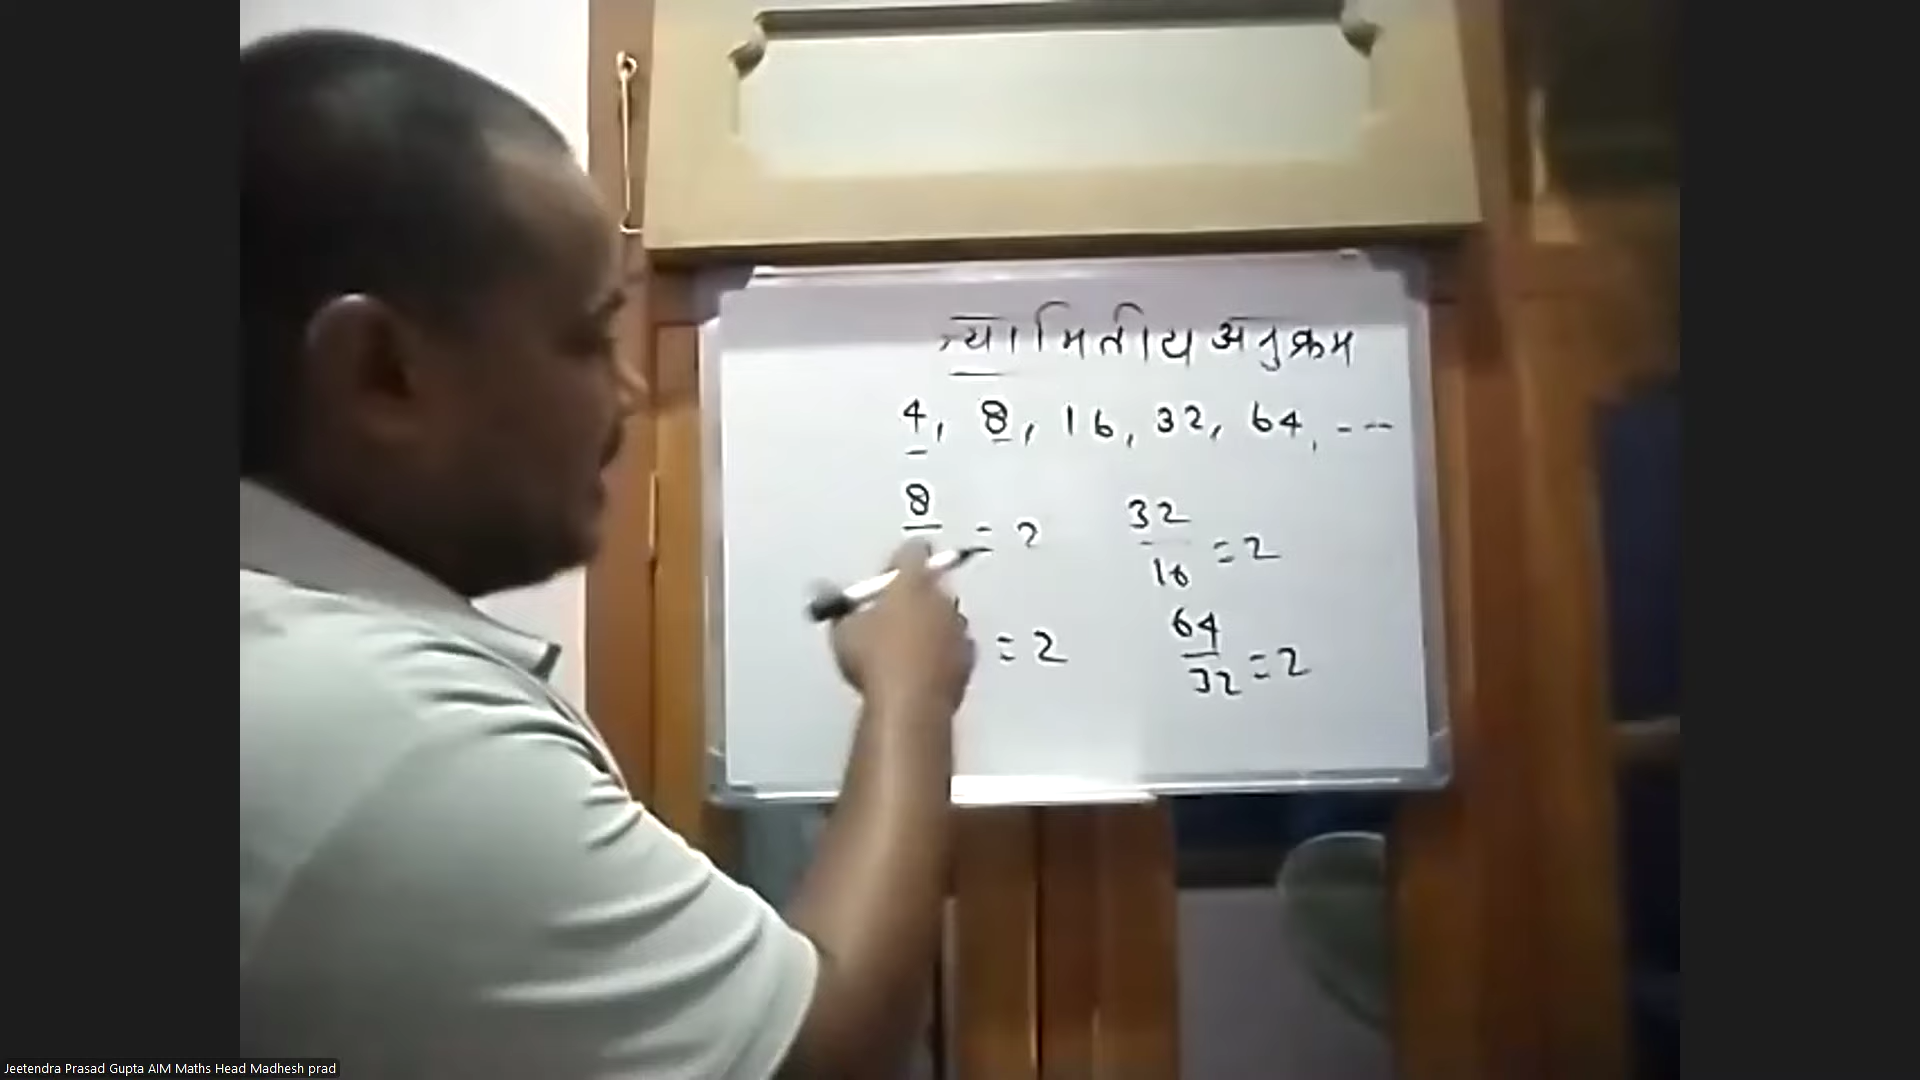 ज्यामितीय अनुक्रम
4, 8, 16, 32, 64, ---
8 = 2
= 2
32/16 = 2
64/32 = 2
Jeetendra Prasad Gupta AIM Maths Head Madhesh prad